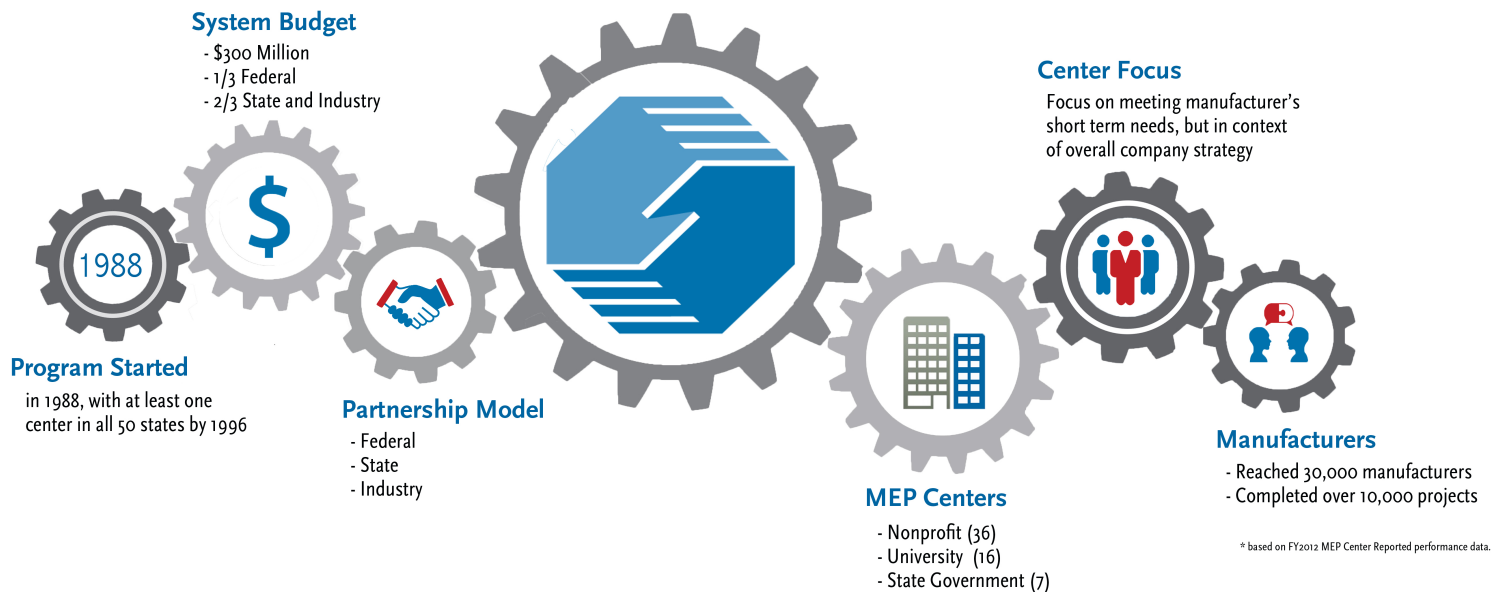 System Budget
- $300 Million
- 1/3 Federal
- 2/3 State and Industry
1988
$
Program Started
in 1988, with at least one
center in all 50 states by 1996
Partnership Model
- Federal
- State
- Industry
MEP Centers
- Nonprofit (36)
- University (16)
- State Government (7)
Center Focus
Focus on meeting manufacturer's
short term needs, but in context
of overall company strategy
Manufacturers
- Reached 30,000 manufacturers
- Completed over 10,000 projects
* based on FY2012 MEP Center Reported performance data.